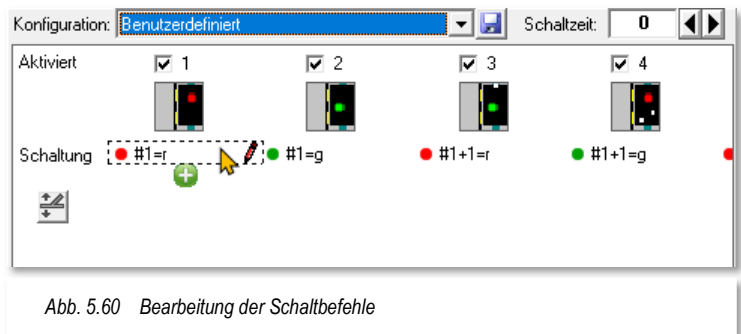 Konfiguration: Benutzerdefiniert Schaltzeit: 0
Aktiviert 1 2 3 4
Schaltung #1=r #1=g #1+1=r #1+1=g
Abb. 5.60 Bearbeitung der Schaltbefehle